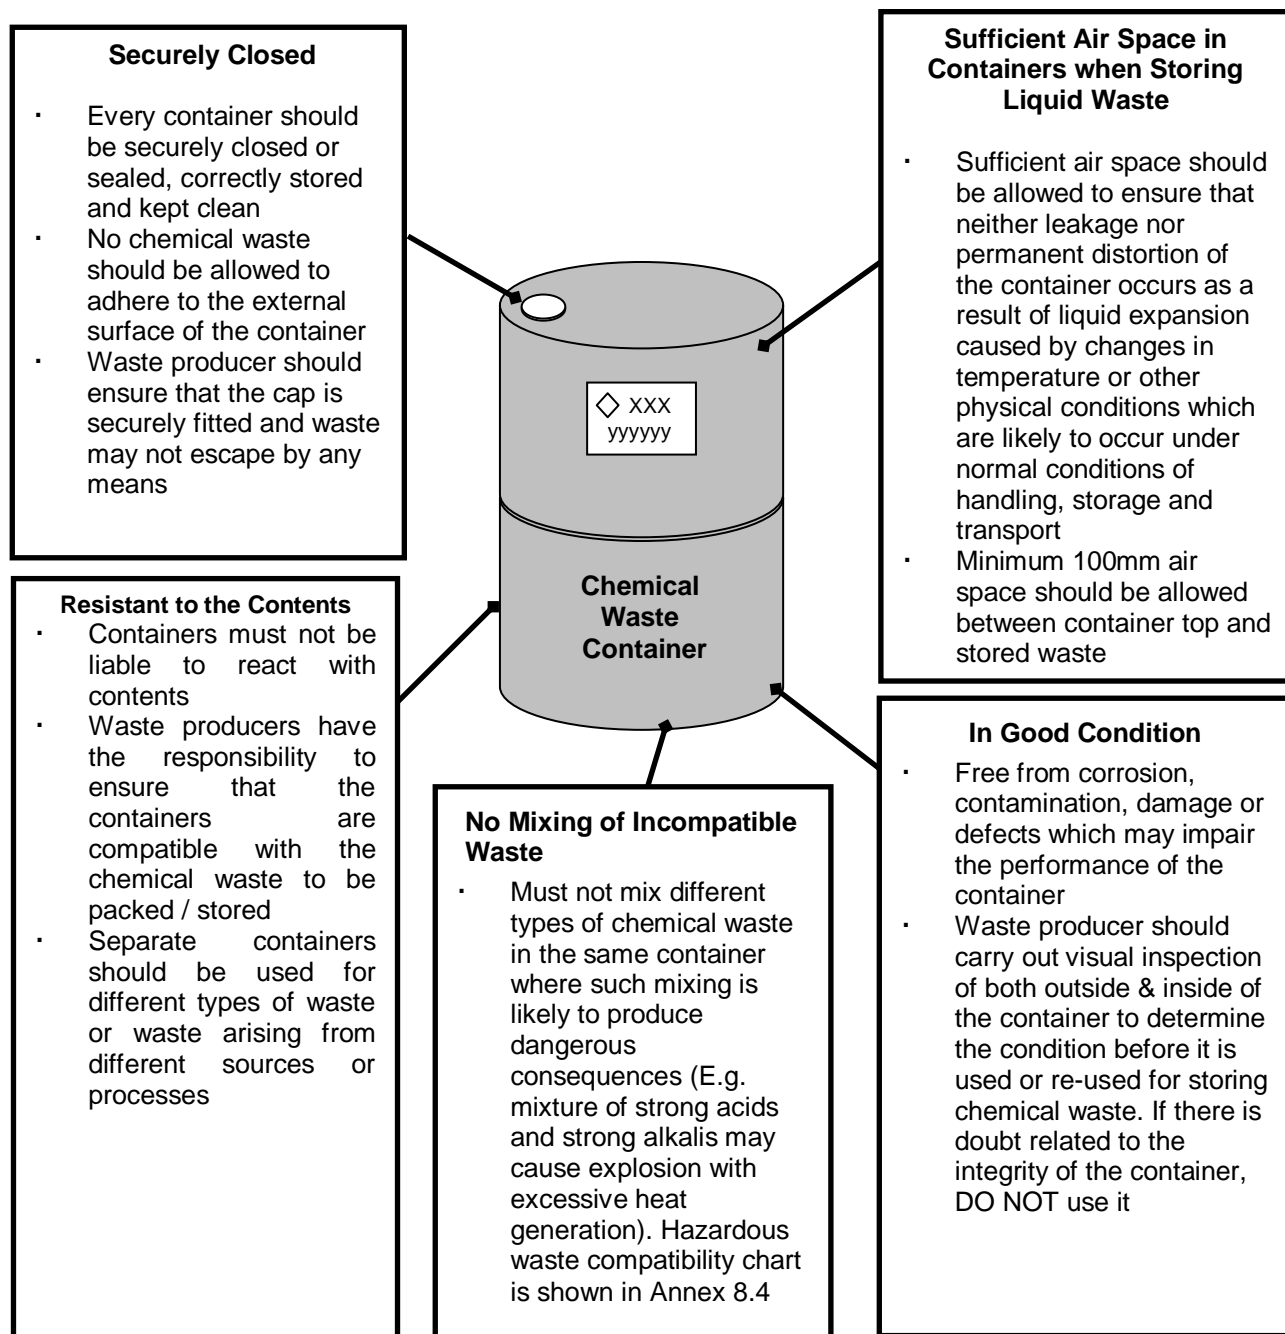 Securely Closed
· Every container should
be securely closed or
sealed, correctly stored
and kept clean
· No chemical waste
should be allowed to
adhere to the external
surface of the container
· Waste producer should
ensure that the cap is
securely fitted and waste
may not escape by any
means
Sufficient Air Space in
Containers when Storing
Liquid Waste
· Sufficient air space should
be allowed to ensure that
neither leakage nor
permanent distortion of
the container occurs as a
result of liquid expansion
caused by changes in
temperature or other
physical conditions which
are likely to occur under
normal conditions of
handling, storage and
transport
· Minimum 100mm air
space should be allowed
between container top and
stored waste
XXX
yyyyyy
Chemical
Waste
Container
Resistant to the Contents
· Containers must not be
liable to react with
contents
· Waste producers have
the responsibility to
ensure that the
containers are
compatible with the
chemical waste to be
packed / stored
· Separate containers
should be used for
different types of waste
or waste arising from
different sources or
processes
No Mixing of Incompatible
Waste
· Must not mix different
types of chemical waste
in the same container
where such mixing is
likely to produce
dangerous
consequences (E.g.
mixture of strong acids
and strong alkalis may
cause explosion with
excessive heat
generation). Hazardous
waste compatibility chart
is shown in Annex 8.4
In Good Condition
· Free from corrosion,
contamination, damage or
defects which may impair
the performance of the
container
· Waste producer should
carry out visual inspection
of both outside & inside of
the container to determine
the condition before it is
used or re-used for storing
chemical waste. If there is
doubt related to the
integrity of the container,
DO NOT use it